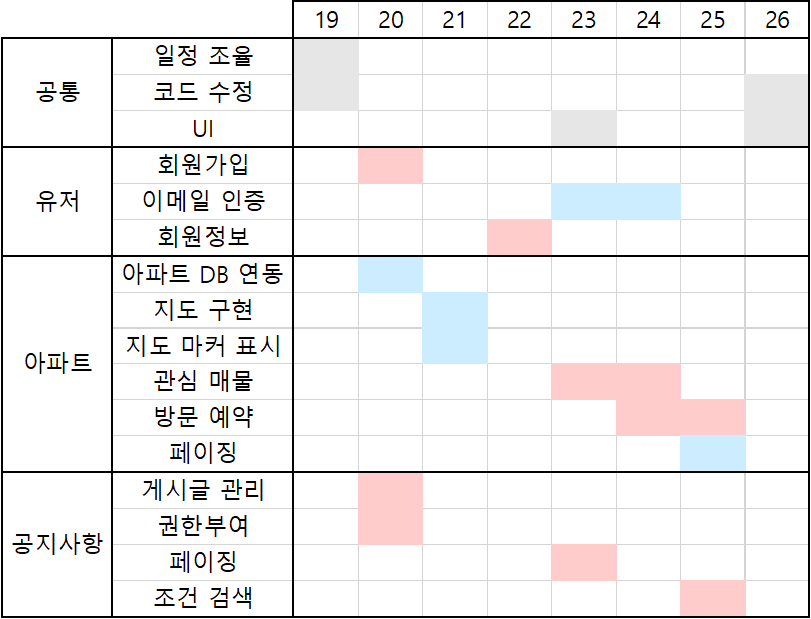 19 20 21 22 23 24 25 26
공통
일정 조율
코드 수정
UI
유저
회원가입
이메일 인증
회원정보
아파트
아파트 DB 연동
지도 구현
지도 마커 표시
관심 매물
방문 예약
페이징
공지사항
게시글 관리
권한부여
페이징
조건 검색